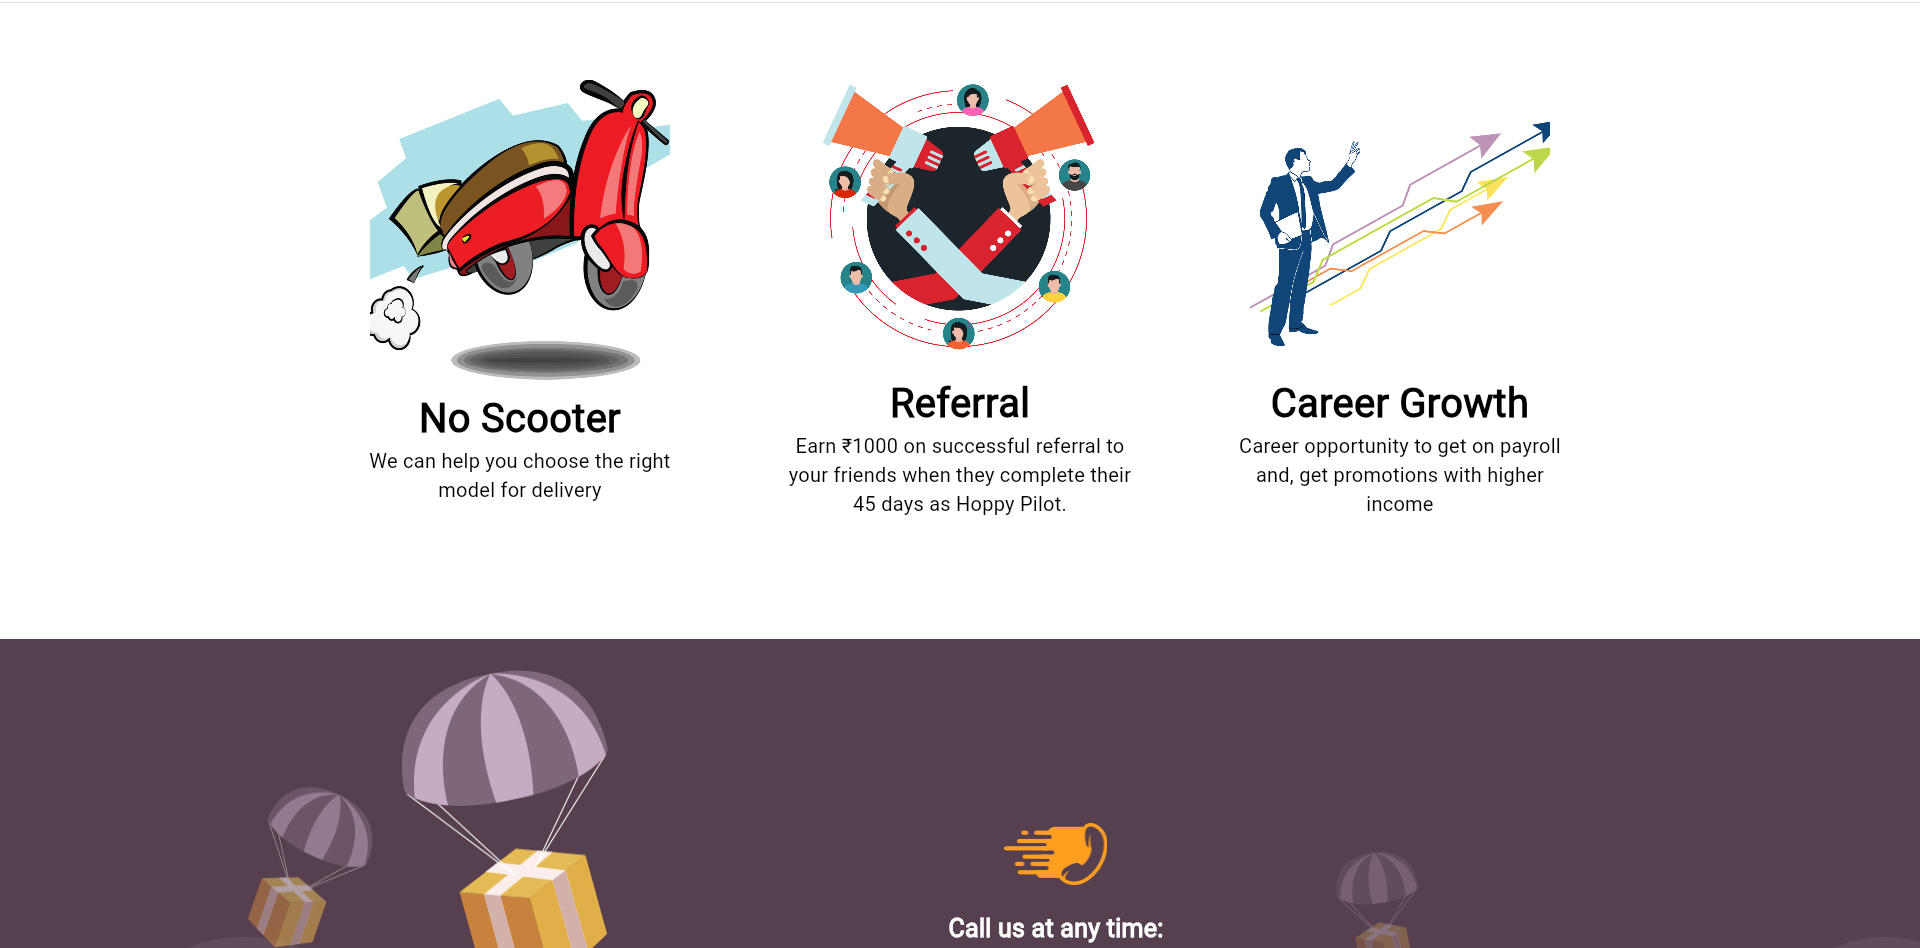 No Scooter
We can help you choose the right
model for delivery
Referral
Earn ₹1000 on successful referral to
your friends when they complete their
45 days as Hoppy Pilot.
Career Growth
Career opportunity to get on payroll
and, get promotions with higher
income
Call us at any time: